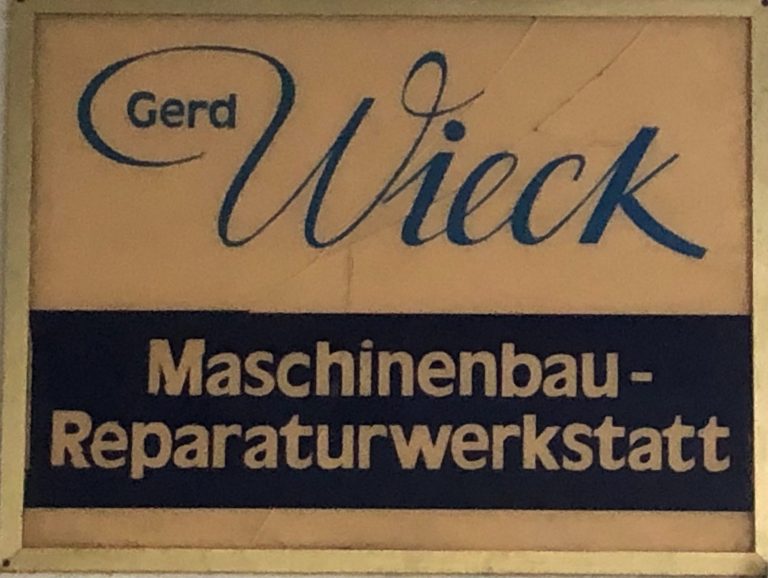 Gerd
Wieck
Maschinenbau-
Reparaturwerkstatt